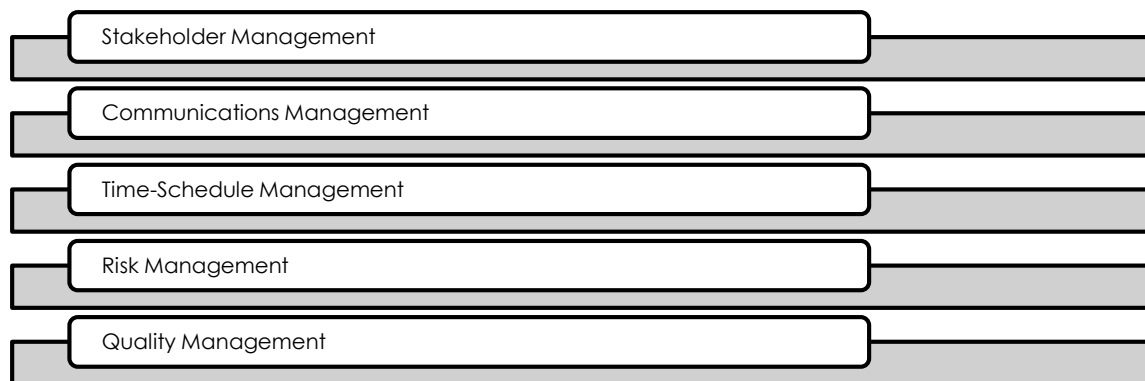 Stakeholder Management
Communications Management
Time-Schedule Management
Risk Management
Quality Management